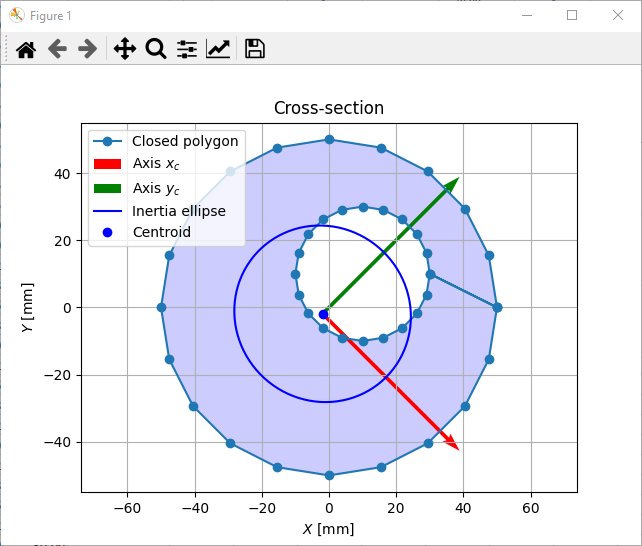 Figure 1
Cross-section
Closed polygon
Axis x_c
Axis y_c
Inertia ellipse
Centroid
40
20
0
−20
−40
Y [mm]
−60
−40
−20
0
20
40
60
X [mm]